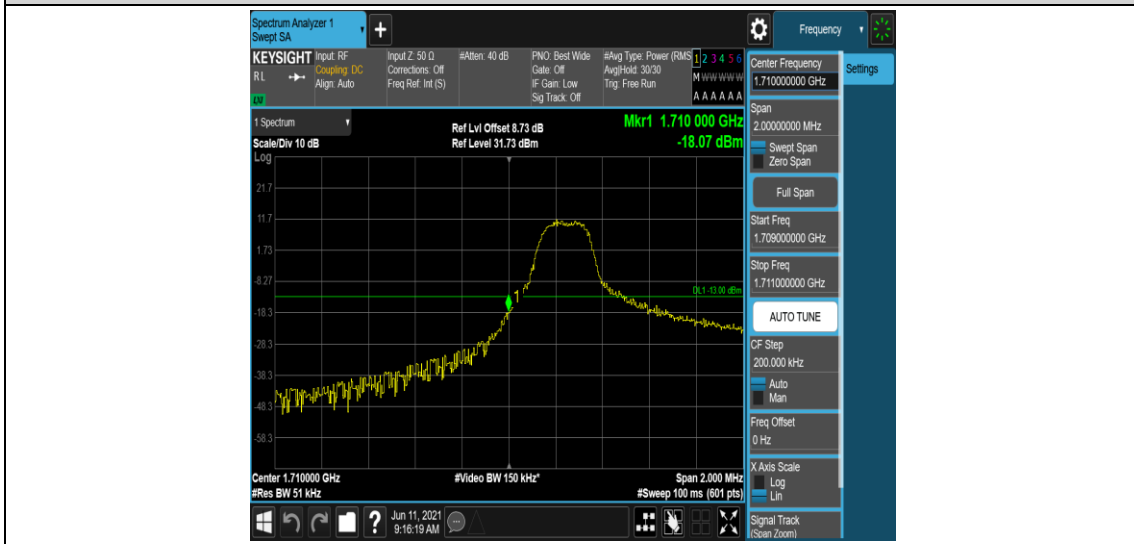 Spectrum Analyzer 1
Swept SA
+
Frequency
KEYSIGHT
RL
LXI
Input: RF
Coupling: DC
Align: Auto
Input Z: 50 Ω
Corrections: Off
Freq Ref: Int (S)
#Atten: 40 dB
PNO: Best Wide
Gate: Off
IF Gain: Low
Sig Track: Off
#Avg Type: Power (RMS
Avg|Hold: 30/30
Trig: Free Run
1 2 3 4 5 6
M W W W W W
A A A A A A
1 Spectrum
Scale/Div 10 dB
Log
Ref Lvl Offset 8.73 dB
Ref Level 31.73 dBm
Mkr1 1.710 000 GHz
-18.07 dBm
21.7
11.7
1.73
-8.27
-18.3
-28.3
-38.3
-48.3
-58.3
1
DL1 -13.00 dBm
Center 1.710000 GHz
#Res BW 51 kHz
#Video BW 150 kHz*
Span 2.000 MHz
#Sweep 100 ms (601 pts)
Center Frequency
1.710000000 GHz
Settings
Span
2.00000000 MHz
Swept Span
Zero Span
Full Span
Start Freq
1.709000000 GHz
Stop Freq
1.711000000 GHz
AUTO TUNE
CF Step
200.000 kHz
Auto
Man
Freq Offset
0 Hz
X Axis Scale
Log
Lin
Signal Track
(Span Zoom)
?
Jun 11, 2021
9:16:19 AM